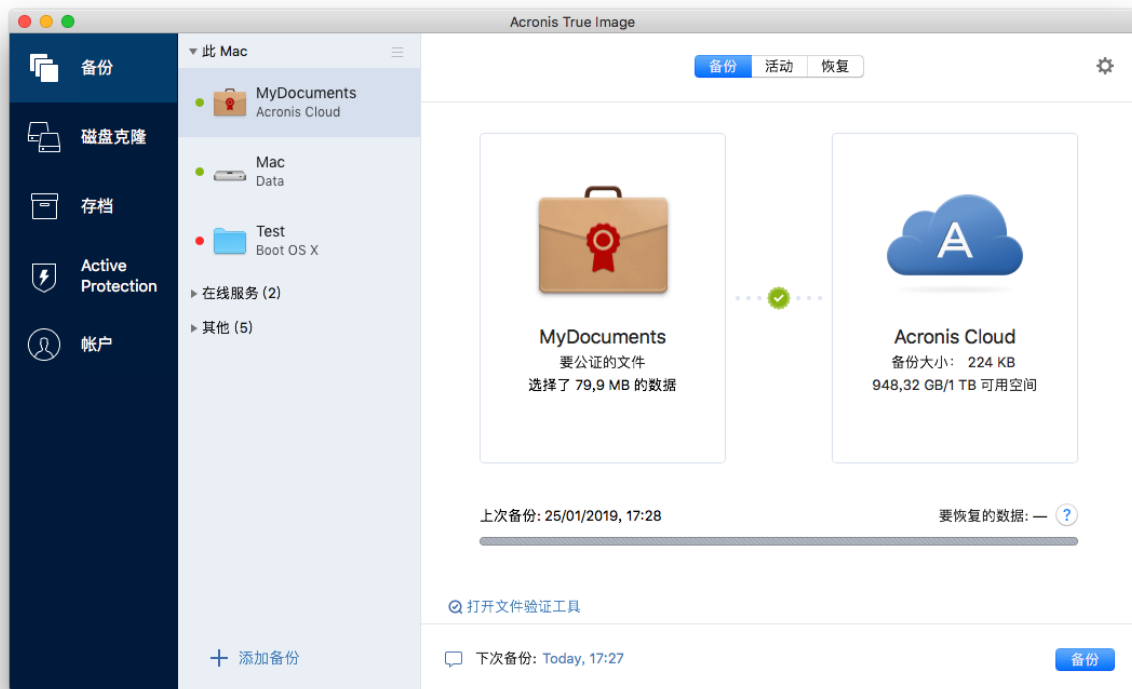 Acronis True Image
备份
磁盘克隆
存档
Active
Protection
帐户
此 Mac
MyDocuments
Acronis Cloud
Mac
Data
Test
Boot OS X
在线服务 (2)
其他 (5)
添加备份
备份
活动
恢复
MyDocuments
要公证的文件
选择了 79,9 MB 的数据
Acronis Cloud
备份大小： 224 KB
948,32 GB/1 TB 可用空间
上次备份: 25/01/2019, 17:28
要恢复的数据: — ?
打开文件验证工具
下次备份: Today, 17:27
备份